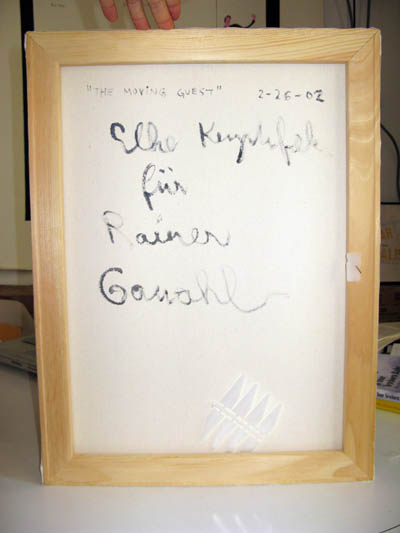 "THE MOVING GUEST" 2-26-02
Elke Krystufek
für
Rainer
Ganahl